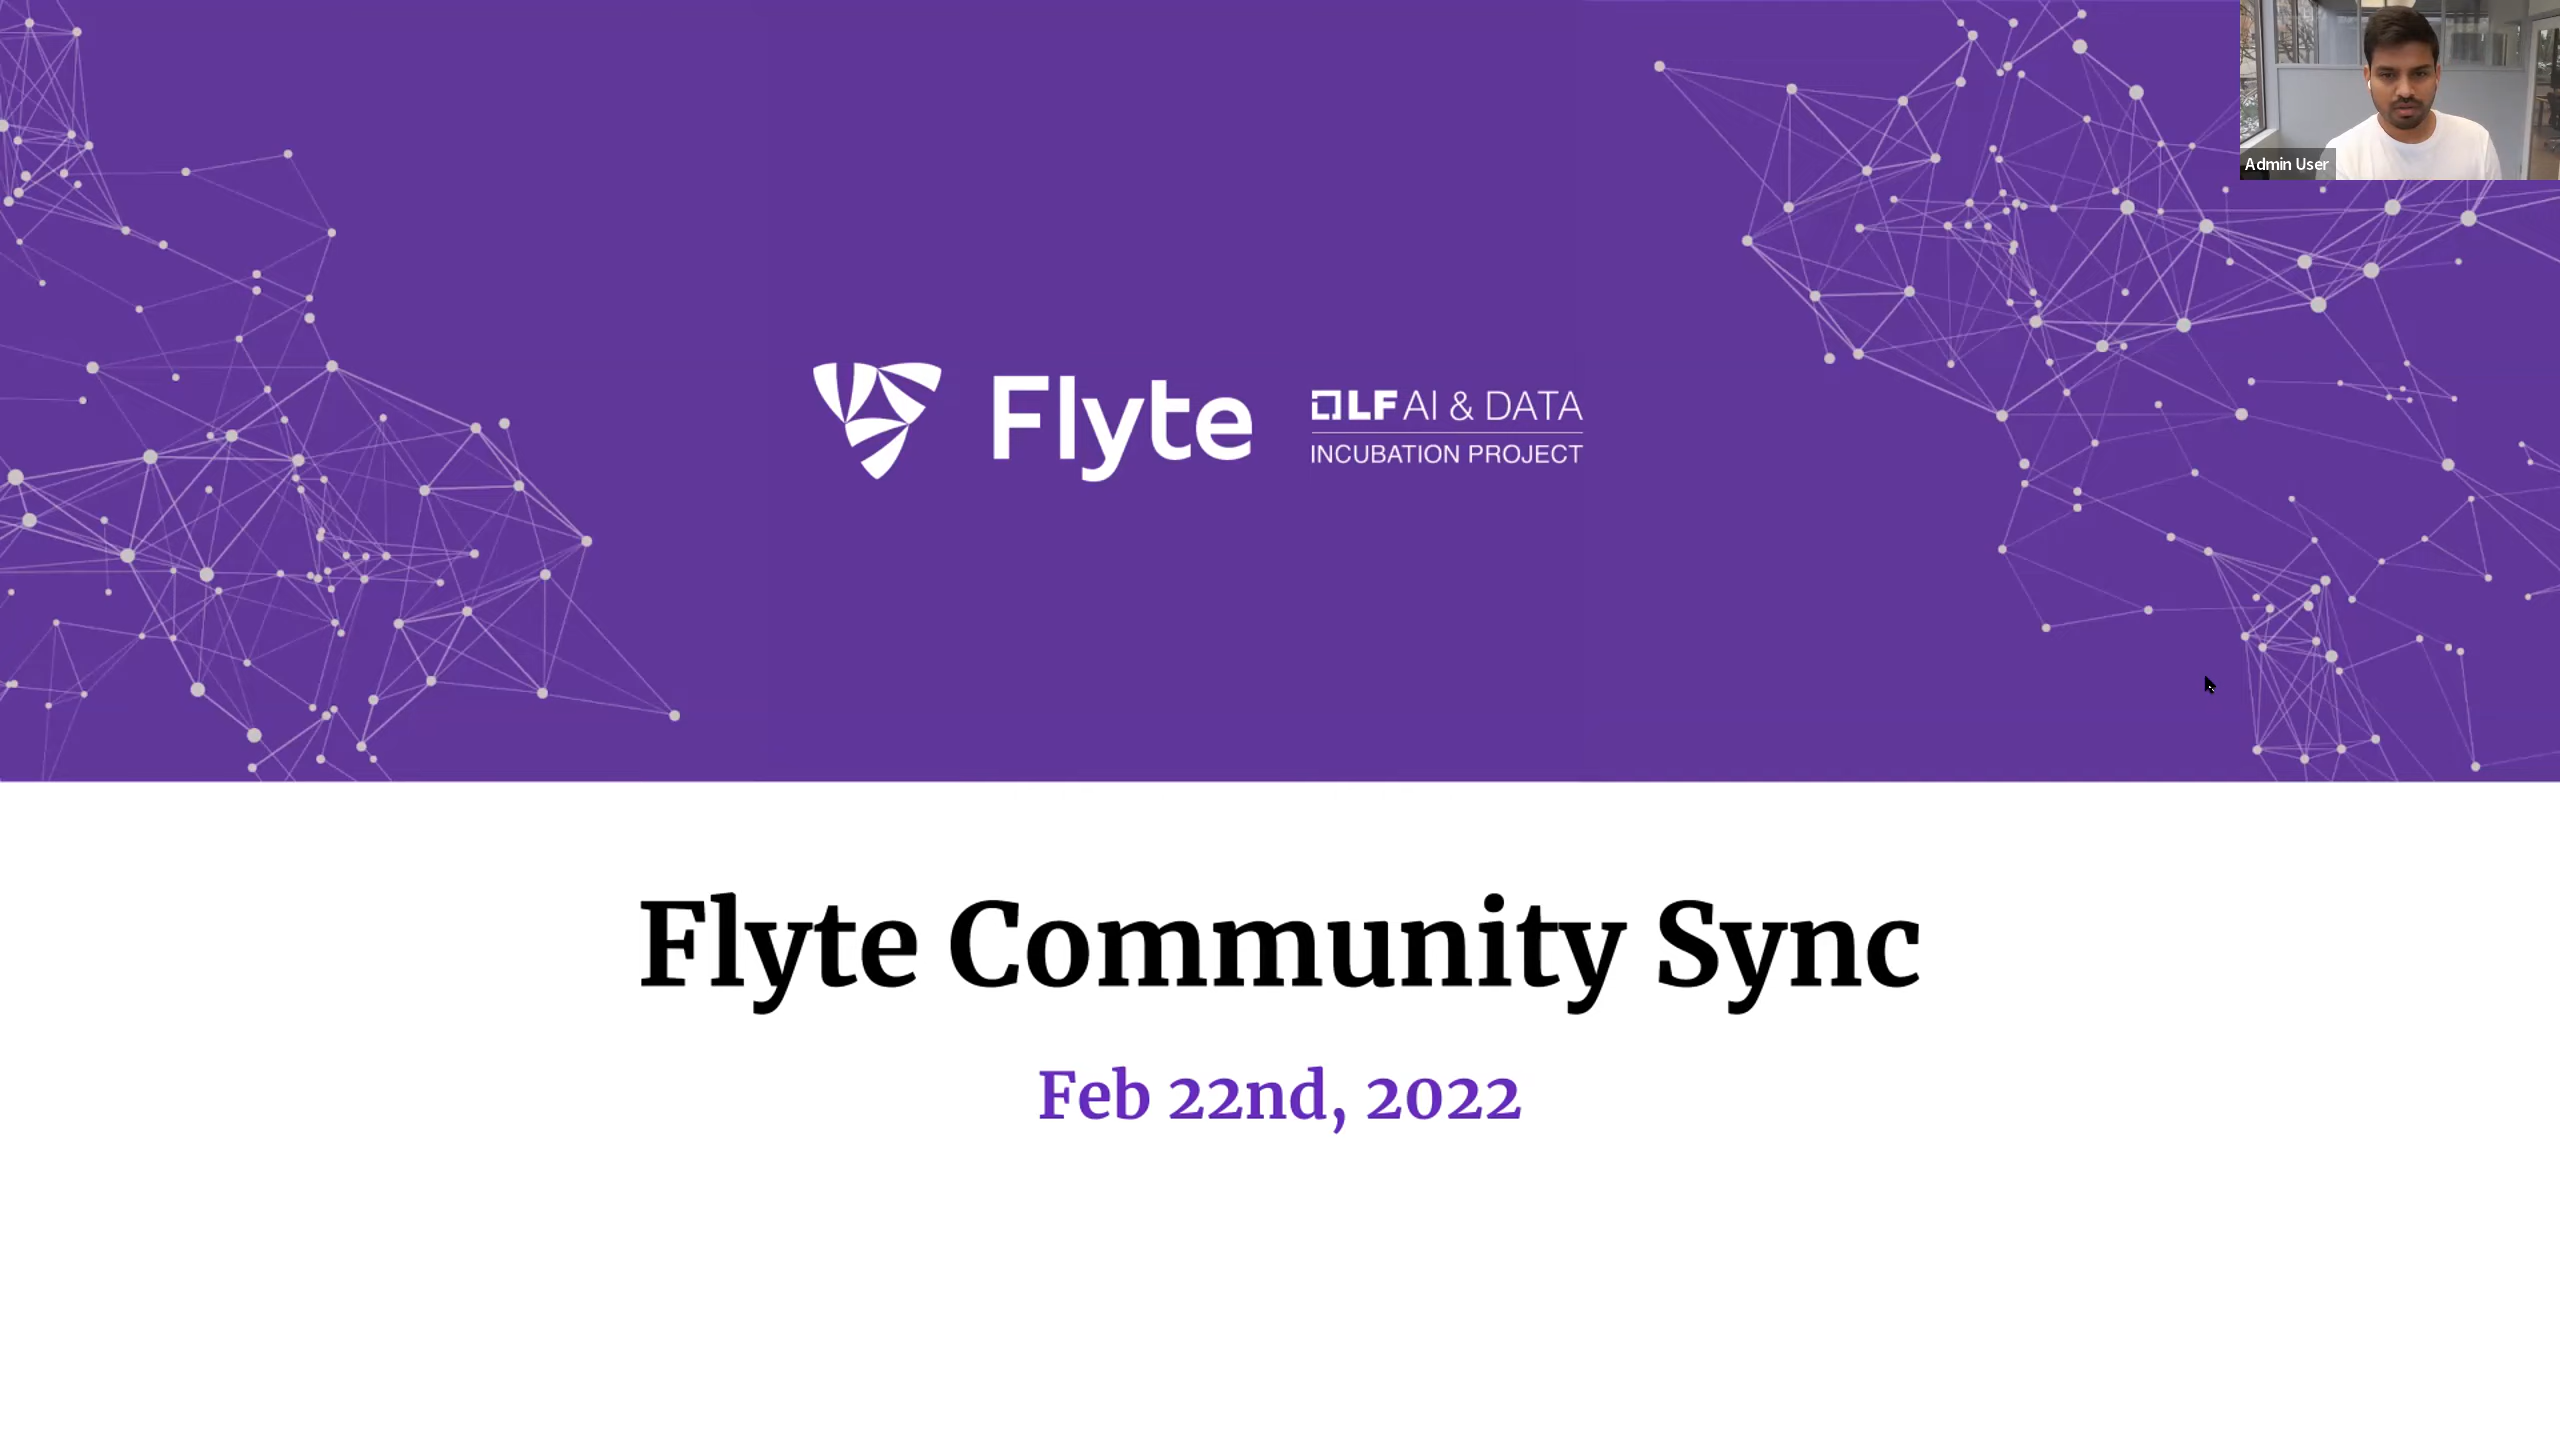 Admin User
Flyte
LF AI & DATA
INCUBATION PROJECT
Flyte Community Sync
Feb 22nd, 2022